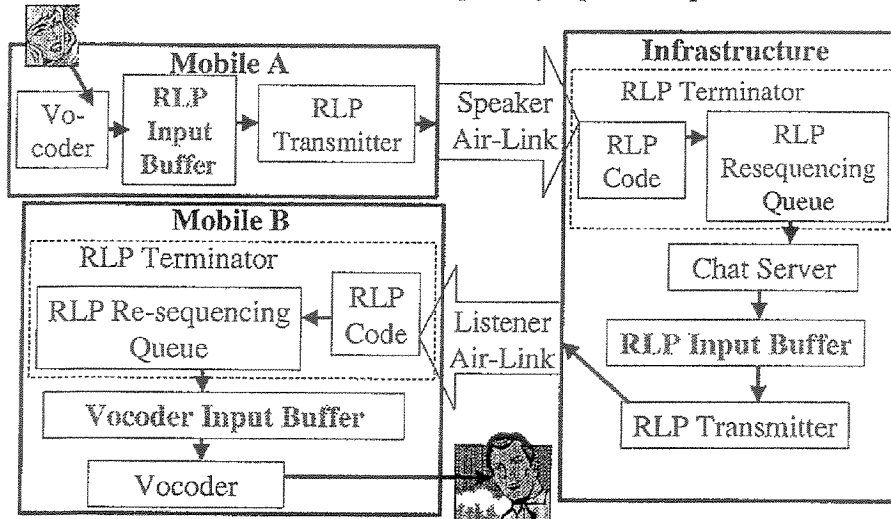 Mobile A
Vo-
coder
RLP
Input
Buffer
RLP
Transmitter
Speaker
Air-Link
Infrastructure
RLP Terminator
RLP
Code
RLP
Resequencing
Queue
Chat Server
RLP Input Buffer
RLP Transmitter
Listener
Air-Link
Mobile B
RLP Terminator
RLP Re-sequencing
Queue
RLP
Code
Vocoder Input Buffer
Vocoder